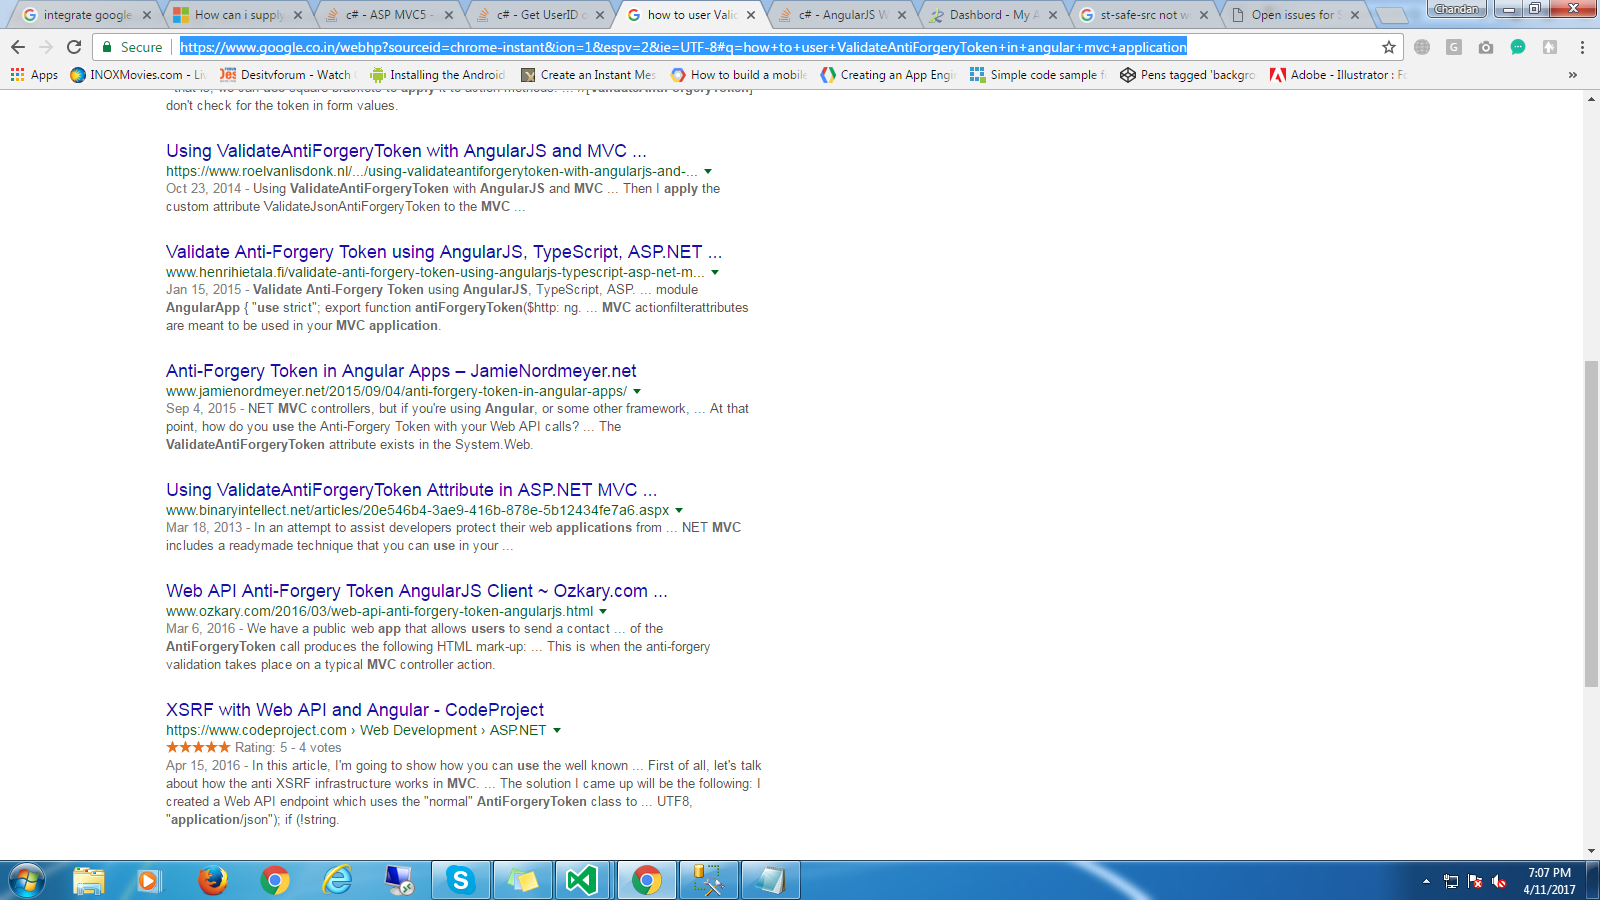 integrate google
How can i supply
c# - ASP MVC5 -
c# - Get UserID c
how to user Valid
c# - AngularJS W
Dashbord - My A
st-safe-src not w
Open issues for S
Chandan
Secure
https://www.google.co.in/webhp?sourceid=chrome-instant&ion=1&espv=2&ie=UTF-8#q=how+to+user+ValidateAntiForgeryToken+in+angular+mvc+application
Apps
INOXMovies.com - Li
Desitvforum - Watch
Installing the Android
Create an Instant Mes
How to build a mobile
Creating an App Engi
Simple code sample f
Pens tagged 'backgro
Adobe - Illustrator : Fo
»
don't check for the token in form values.
Using ValidateAntiForgeryToken with AngularJS and MVC ...
https://www.roelvanlisdonk.nl/.../using-validateantiforgerytoken-with-angularjs-and-...
Oct 23, 2014 - Using ValidateAntiForgeryToken with AngularJS and MVC ... Then I apply the
custom attribute ValidateJsonAntiForgeryToken to the MVC ...
Validate Anti-Forgery Token using AngularJS, TypeScript, ASP.NET ...
www.henrihietala.fi/validate-anti-forgery-token-using-angularjs-typescript-asp-net-m...
Jan 15, 2015 - Validate Anti-Forgery Token using AngularJS, TypeScript, ASP. ... module
AngularApp { "use strict"; export function antiForgeryToken($http: ng. ... MVC actionfilterattributes
are meant to be used in your MVC application.
Anti-Forgery Token in Angular Apps – JamieNordmeyer.net
www.jamienordmeyer.net/2015/09/04/anti-forgery-token-in-angular-apps/
Sep 4, 2015 - NET MVC controllers, but if you're using Angular, or some other framework, ... At that
point, how do you use the Anti-Forgery Token with your Web API calls? ... The
ValidateAntiForgeryToken attribute exists in the System.Web.
Using ValidateAntiForgeryToken Attribute in ASP.NET MVC ...
www.binaryintellect.net/articles/20e546b4-3ae9-416b-878e-5b12434fe7a6.aspx
Mar 18, 2013 - In an attempt to assist developers protect their web applications from ... NET MVC
includes a readymade technique that you can use in your ...
Web API Anti-Forgery Token AngularJS Client ~ Ozkary.com ...
www.ozkary.com/2016/03/web-api-anti-forgery-token-angularjs.html
Mar 6, 2016 - We have a public web app that allows users to send a contact ... of the
AntiForgeryToken call produces the following HTML mark-up: ... This is when the anti-forgery
validation takes place on a typical MVC controller action.
XSRF with Web API and Angular - CodeProject
https://www.codeproject.com › Web Development › ASP.NET
Rating: 5 - 4 votes
Apr 15, 2016 - In this article, I'm going to show how you can use the well known ... First of all, let's talk
about how the anti XSRF infrastructure works in MVC. ... The solution I came up will be the following: I
created a Web API endpoint which uses the "normal" AntiForgeryToken class to ... UTF8,
"application/json"); if (!string.
7:07 PM
4/11/2017